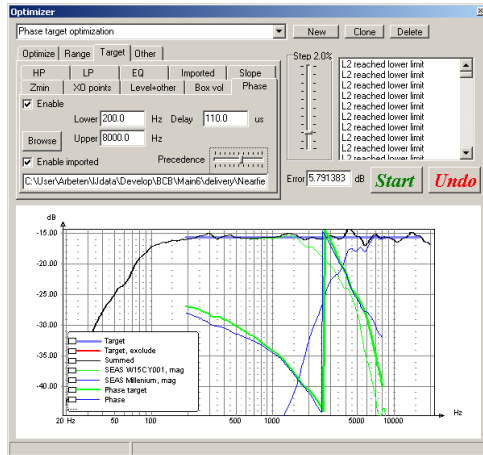 Optimizer
Phase target optimization
New
Clone
Delete
Optimize
Range
Target
Other
HP
LP
EQ
Imported
Slope
Zmin
XO points
Level+other
Box vol
Phase
Enable
Lower 200.0 Hz Delay 110.0 us
Browse
Upper 8000.0 Hz
Enable imported
Precedence
C:\User\Arbeten\IJdata\Develop\BCB\Main6\delivery\Nearfie
Step 2.0%
L2 reached lower limit
L2 reached lower limit
L2 reached lower limit
L2 reached lower limit
L2 reached lower limit
L2 reached lower limit
L2 reached lower limit
L2 reached lower limit
L2 reached lower limit
L2 reached lower limit
Error 5.791383 dB
Start
Undo
dB
-15.00
-20.00
-25.00
-30.00
-35.00
-40.00
Target
Target, exclude
Summed
SEAS W15CY001, mag
SEAS Millenium, mag
Phase target
Phase
20 Hz
50
100
500
1000
5000
10000
Hz